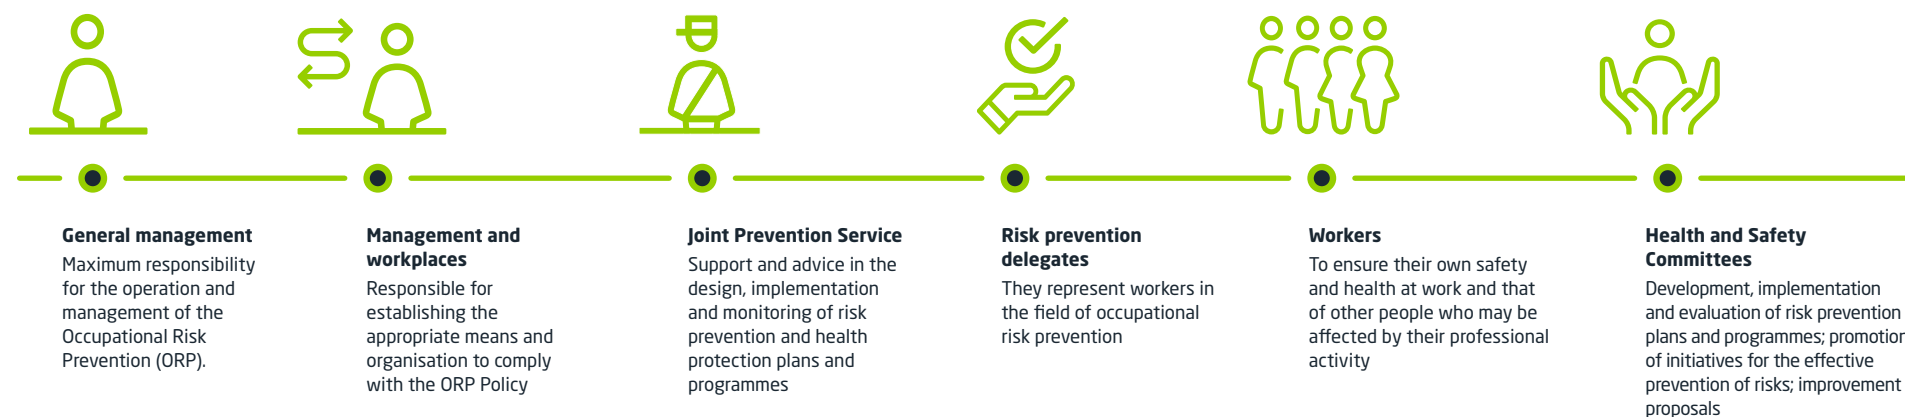 General management
Maximum responsibility
for the operation and
management of the
Occupational Risk
Prevention (ORP).
Management and
workplaces
Responsible for
establishing the
appropriate means and
organisation to comply
with the ORP Policy
Joint Prevention Service
Support and advice in the
design, implementation
and monitoring of risk
prevention and health
protection plans and
programmes
Risk prevention
delegates
They represent workers in
the field of occupational
risk prevention
Workers
To ensure their own safety
and health at work and that
of other people who may be
affected by their professional
activity
Health and Safety
Committees
Development, implementation
and evaluation of risk prevention
plans and programmes; promotion
of initiatives for the effective
prevention of risks; improvement
proposals